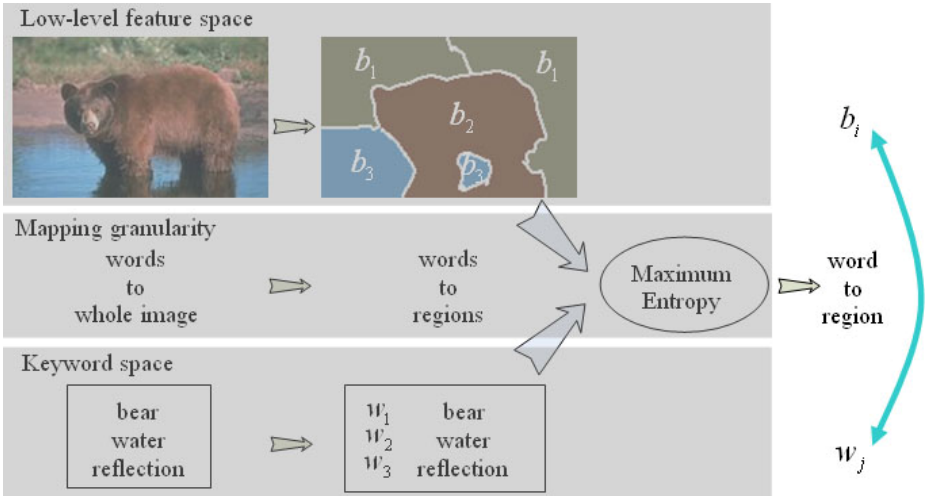 Low-level feature space
b1
b1
b2
b3
b3
bi
Mapping granularity
words
to
whole image
words
to
regions
Maximum
Entropy
word
to
region
Keyword space
bear
water
reflection
w1 bear
w2 water
w3 reflection
wj